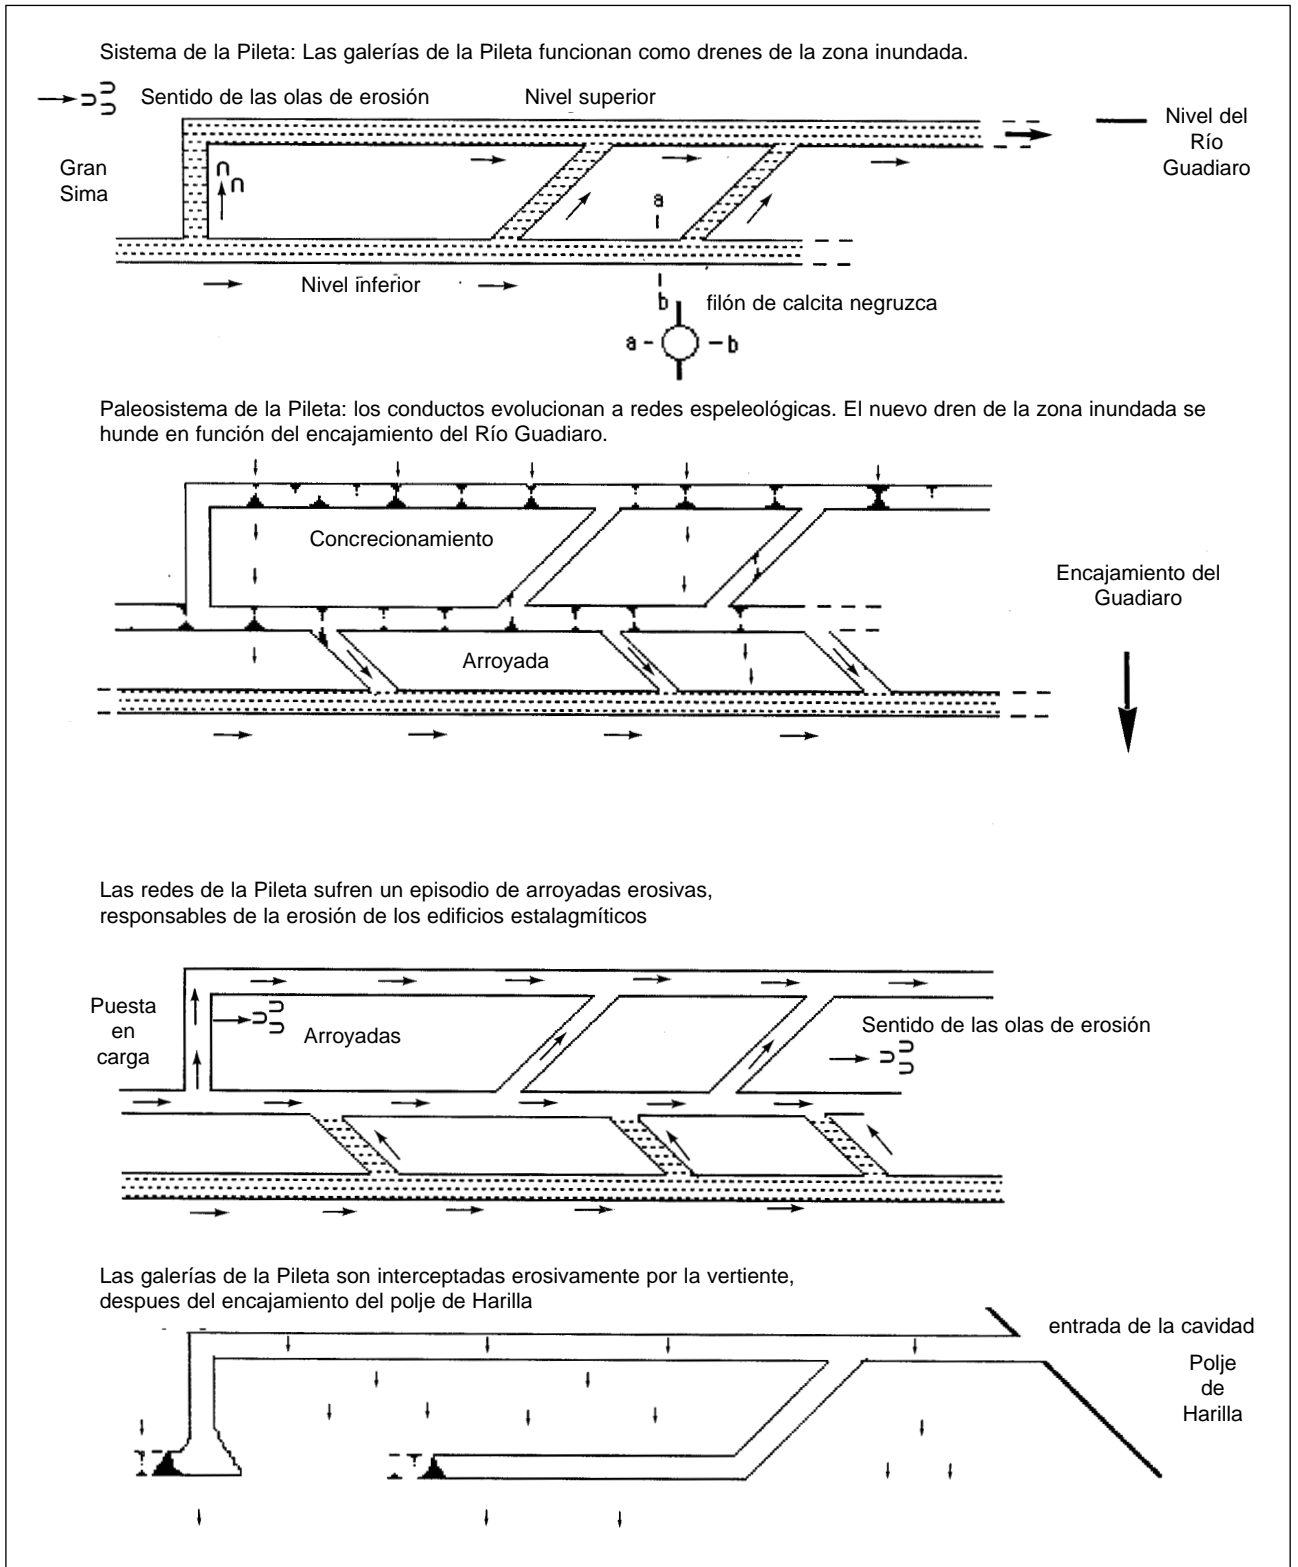 Sistema de la Pileta: Las galerías de la Pileta funcionan como drenes de la zona inundada.
Sentido de las olas de erosión
Nivel superior
Nivel del
Río
Guadiaro
Gran
Sima
a
Nivel inferior
b
filón de calcita negruzca
a
b
Paleosistema de la Pileta: los conductos evolucionan a redes espeleológicas. El nuevo dren de la zona inundada se
hunde en función del encajamiento del Río Guadiaro.
Concrecionamiento
Encajamiento del
Guadiaro
Arroyada
Las redes de la Pileta sufren un episodio de arroyadas erosivas,
responsables de la erosión de los edificios estalagmíticos
Puesta
en
carga
Arroyadas
Sentido de las olas de erosión
Las galerías de la Pileta son interceptadas erosivamente por la vertiente,
despues del encajamiento del polje de Harilla
entrada de la cavidad
Polje
de
Harilla